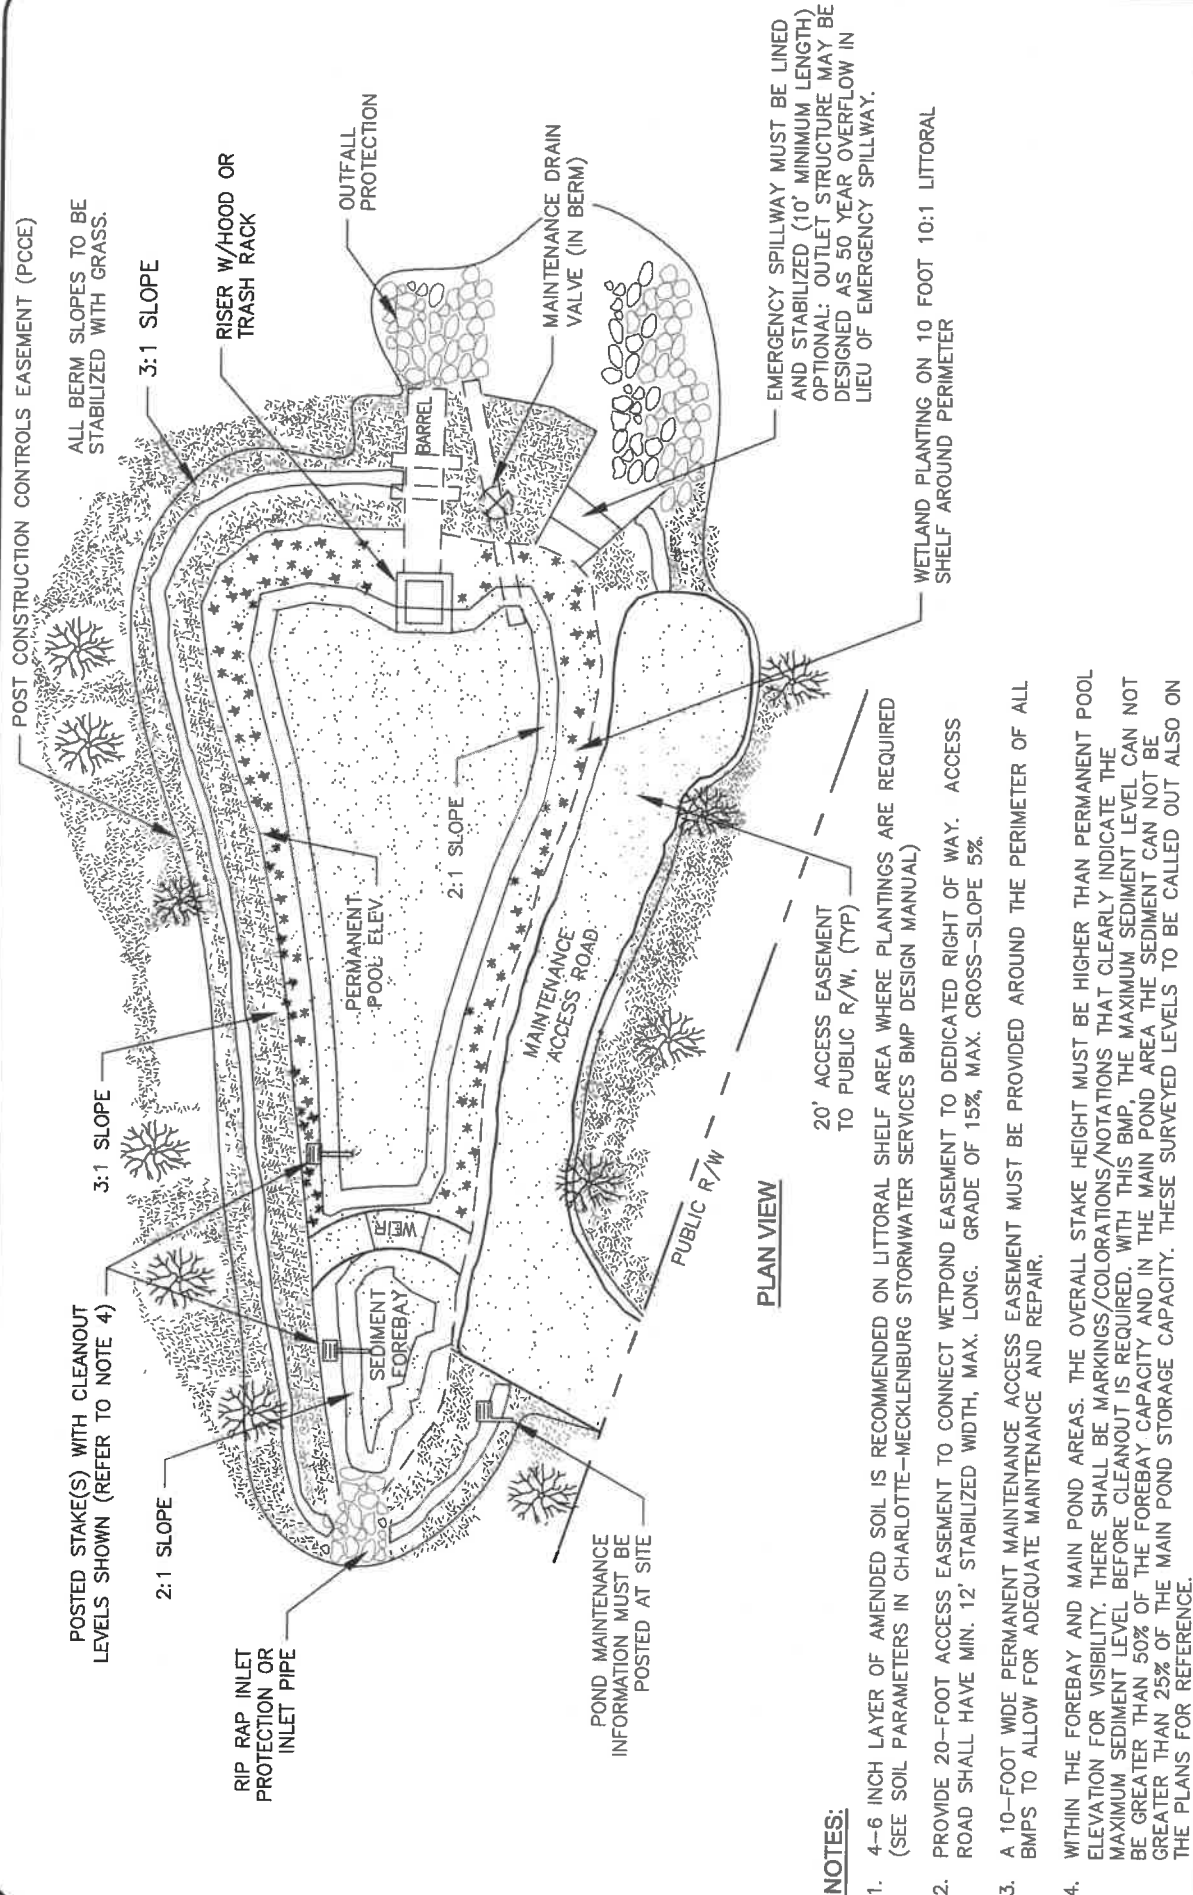 POST CONSTRUCTION CONTROLS EASEMENT (PCCE)
ALL BERM SLOPES TO BE
STABILIZED WITH GRASS.
3:1 SLOPE
RISER W/HOOD OR
TRASH RACK
OUTFALL
PROTECTION
MAINTENANCE DRAIN
VALVE (IN BERM)
EMERGENCY SPILLWAY MUST BE LINED
AND STABILIZED (10' MINIMUM LENGTH)
OPTIONAL: OUTLET STRUCTURE MAY BE
DESIGNED AS 50 YEAR OVERFLOW IN
LIEU OF EMERGENCY SPILLWAY.
WETLAND PLANTING ON 10 FOOT 10:1 LITTORAL
SHELF AROUND PERIMETER
BARREL
3:1 SLOPE
PERMANENT
POOL ELEV.
2:1 SLOPE
MAINTENANCE
ACCESS ROAD
WEIR
SEDIMENT
FOREBAY
POSTED STAKE(S) WITH CLEANOUT
LEVELS SHOWN (REFER TO NOTE 4)
2:1 SLOPE
RIP RAP INLET
PROTECTION OR
INLET PIPE
POND MAINTENANCE
INFORMATION MUST BE
POSTED AT SITE
20' ACCESS EASEMENT
TO PUBLIC R/W, (TYP)
PUBLIC R/W
PLAN VIEW
NOTES:
1. 4-6 INCH LAYER OF AMENDED SOIL IS RECOMMENDED ON LITTORAL SHELF AREA WHERE PLANTINGS ARE REQUIRED
(SEE SOIL PARAMETERS IN CHARLOTTE-MECKLENBURG STORMWATER SERVICES BMP DESIGN MANUAL)
2. PROVIDE 20-FOOT ACCESS EASEMENT TO CONNECT WETPOND EASEMENT TO DEDICATED RIGHT OF WAY. ACCESS
ROAD SHALL HAVE MIN. 12' STABILIZED WIDTH, MAX. LONG. GRADE OF 15%, MAX. CROSS-SLOPE 5%.
3. A 10-FOOT WIDE PERMANENT MAINTENANCE ACCESS EASEMENT MUST BE PROVIDED AROUND THE PERIMETER OF ALL
BMPS TO ALLOW FOR ADEQUATE MAINTENANCE AND REPAIR.
4. WITHIN THE FOREBAY AND MAIN POND AREAS. THE OVERALL STAKE HEIGHT MUST BE HIGHER THAN PERMANENT POOL
ELEVATION FOR VISIBILITY. THERE SHALL BE MARKINGS/COLORATIONS/NOTATIONS THAT CLEARLY INDICATE THE
MAXIMUM SEDIMENT LEVEL BEFORE CLEANOUT IS REQUIRED. WITH THIS BMP, THE MAXIMUM SEDIMENT LEVEL CAN NOT
BE GREATER THAN 50% OF THE FOREBAY CAPACITY AND IN THE MAIN POND AREA THE SEDIMENT CAN NOT BE
GREATER THAN 25% OF THE MAIN POND STORAGE CAPACITY. THESE SURVEYED LEVELS TO BE CALLED OUT ALSO ON
THE PLANS FOR REFERENCE.